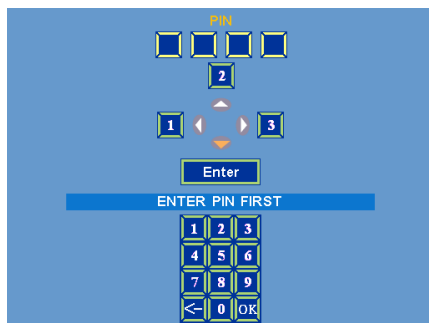 PIN
2
1 3
Enter
ENTER PIN FIRST
1 2 3
4 5 6
7 8 9
<- 0 OK